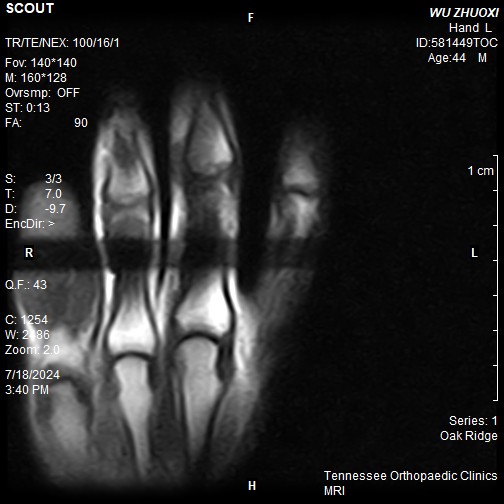 SCOUT
F
WU ZHUOXI
Hand L
ID:581449TOC
Age:44 M
TR/TE/NEX: 100/16/1
Fov: 140*140
M: 160*128
Ovrsmp: OFF
ST: 0:13
FA: 90
S: 3/3
T: 7.0
D: -9.7
EncDir: >
1 cm
R
L
Q.F.: 43
C: 1254
W: 2486
Zoom: 2.0
7/18/2024
3:40 PM
Series: 1
Oak Ridge
H
Tennessee Orthopaedic Clinics
MRI